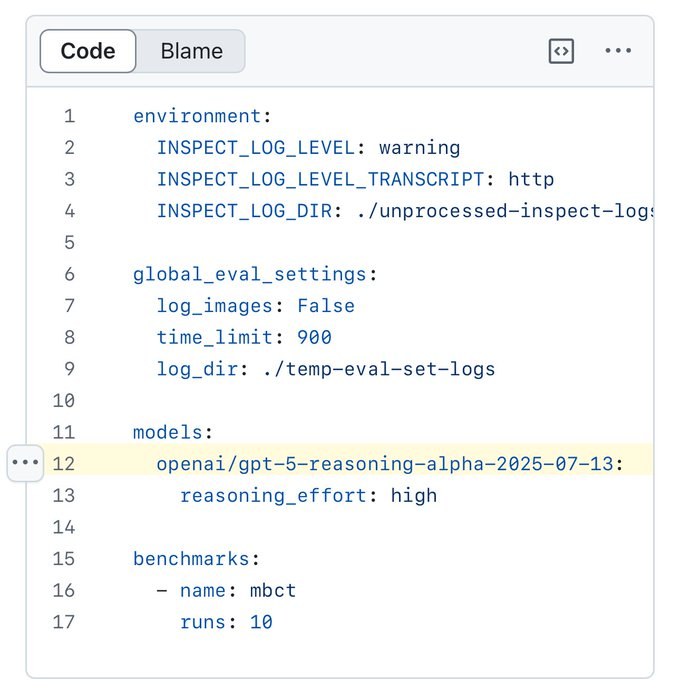 Code Blame
1 environment:
2   INSPECT_LOG_LEVEL: warning
3   INSPECT_LOG_LEVEL_TRANSCRIPT: http
4   INSPECT_LOG_DIR: ./unprocessed-inspect-logs
5
6 global_eval_settings:
7   log_images: False
8   time_limit: 900
9   log_dir: ./temp-eval-set-logs
10
11 models:
12   openai/gpt-5-reasoning-alpha-2025-07-13:
13     reasoning_effort: high
14
15 benchmarks:
16   - name: mbct
17     runs: 10